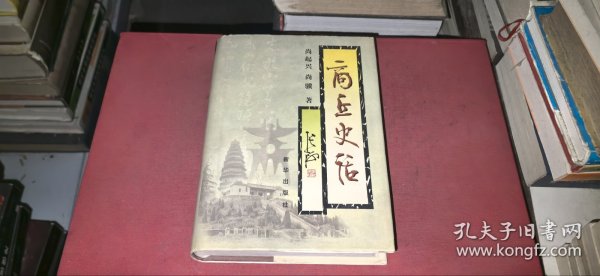 商丘史话
尚起兴 尚骥 著
新华出版社
孔夫子旧书网
www.kongfz.com